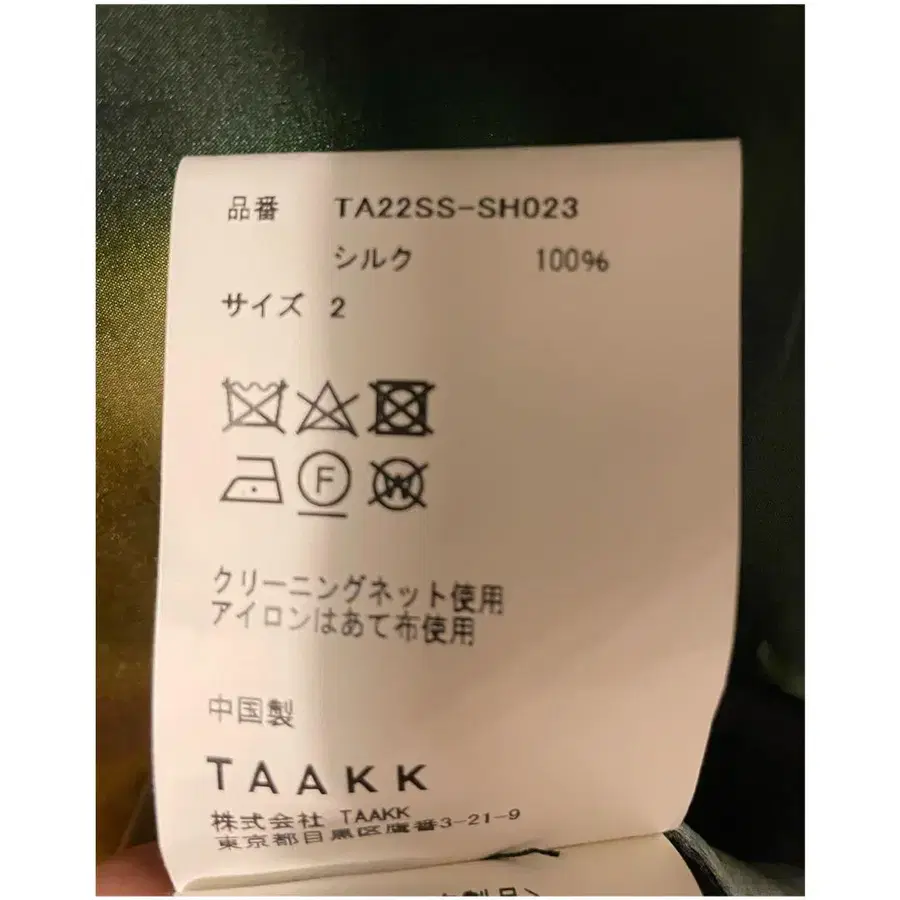 品番 TA22SS-SH023
シルク 100%
サイズ 2
F
W
クリーニングネット使用
アイロンはあて布使用
中国製
TAAKK
株式会社 TAAKK
東京都目黒区鷹番3-21-9